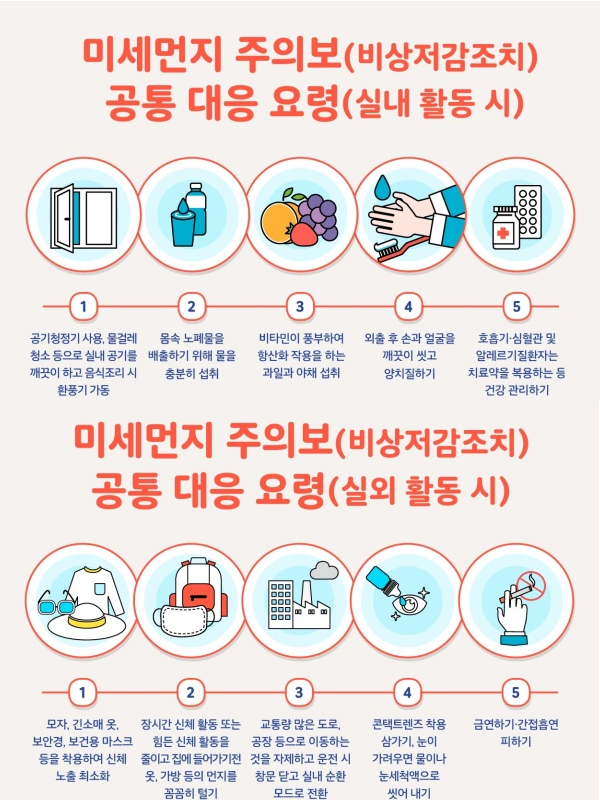 미세먼지 주의보(비상저감조치)
공통 대응 요령(실내 활동 시)
1
공기청정기 사용, 물걸레
청소 등으로 실내 공기를
깨끗이 하고 음식조리 시
환풍기 가동
2
몸속 노폐물을
배출하기 위해 물을
충분히 섭취
3
비타민이 풍부하여
항산화 작용을 하는
과일과 야채 섭취
4
외출 후 손과 얼굴을
깨끗이 씻고
양치질하기
5
호흡기·심혈관 및
알레르기질환자는
치료약을 복용하는 등
건강 관리하기
미세먼지 주의보(비상저감조치)
공통 대응 요령(실외 활동 시)
1
모자, 긴소매 옷,
보안경, 보건용 마스크
등을 착용하여 신체
노출 최소화
2
장시간 신체 활동 또는
힘든 신체 활동을
줄이고 집에 들어가기전
옷, 가방 등의 먼지를
꼼꼼히 털기
3
교통량 많은 도로,
공장 등으로 이동하는
것을 자제하고 운전 시
창문 닫고 실내 순환
모드로 전환
4
콘택트렌즈 착용
삼가기, 눈이
가려우면 물이나
눈세척액으로
씻어 내기
5
금연하기·간접흡연
피하기